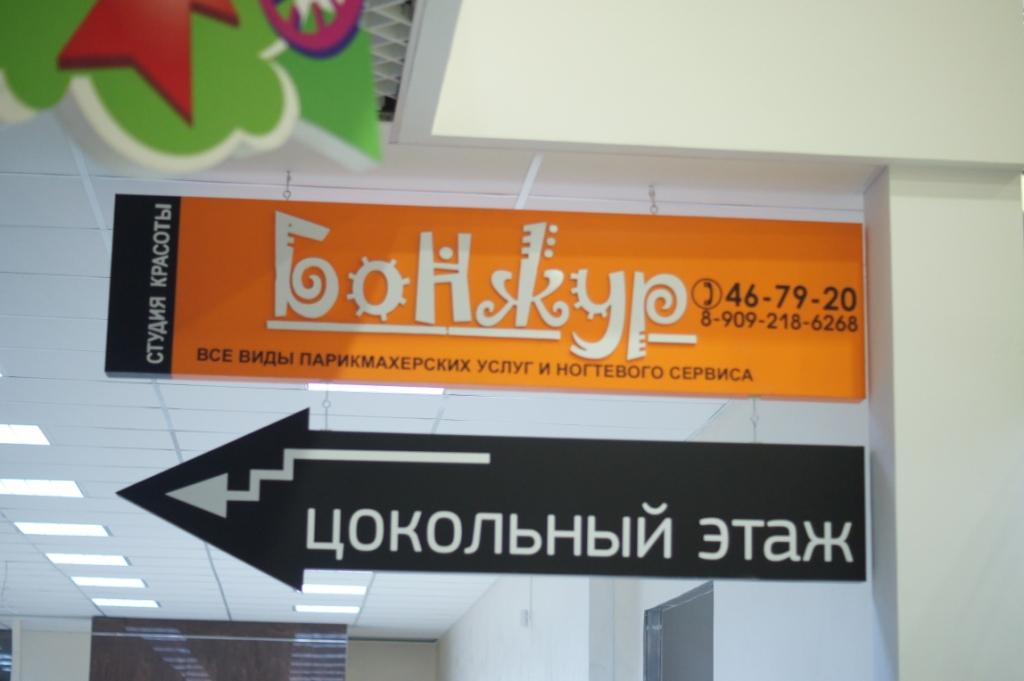 СТУДИЯ КРАСОТЫ
Бонжур
46-79-20
8-909-218-6268
ВСЕ ВИДЫ ПАРИКМАХЕРСКИХ УСЛУГ И НОГТЕВОГО СЕРВИСА
ЦОКОЛЬНЫЙ ЭТАЖ